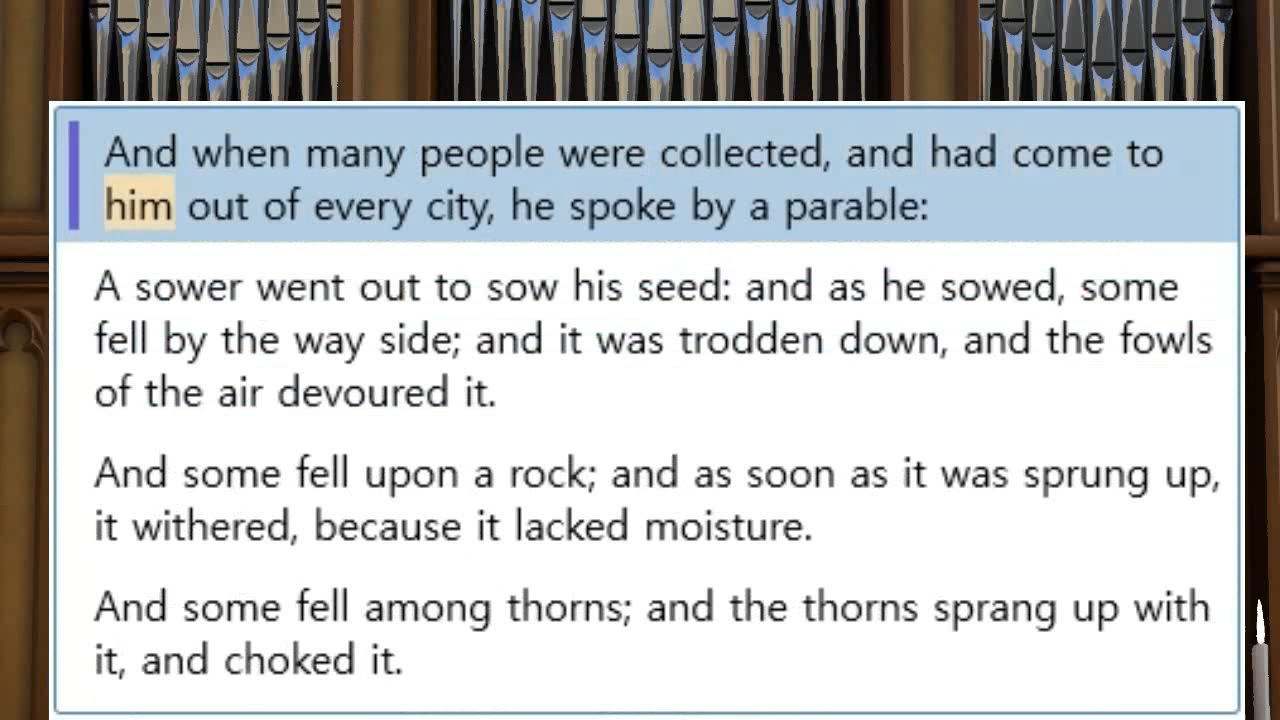 And when many people were collected, and had come to
him out of every city, he spoke by a parable:
A sower went out to sow his seed: and as he sowed, some
fell by the way side; and it was trodden down, and the fowls
of the air devoured it.
And some fell upon a rock; and as soon as it was sprung up,
it withered, because it lacked moisture.
And some fell among thorns; and the thorns sprang up with
it, and choked it.